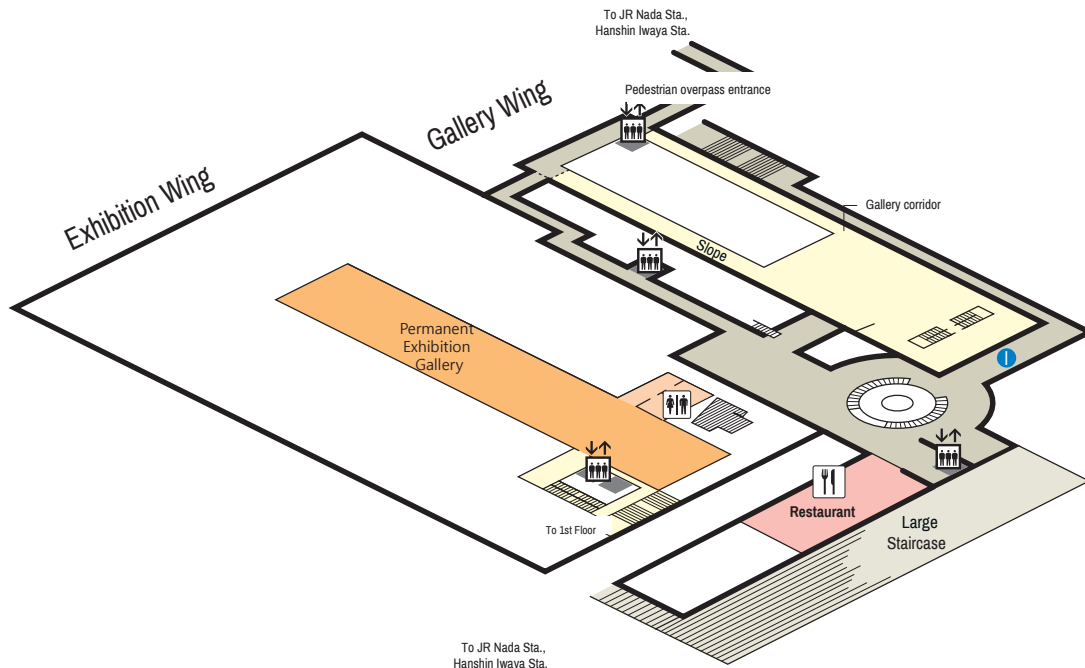 To JR Nada Sta.,
Hanshin Iwaya Sta.
Pedestrian overpass entrance
Gallery Wing
Exhibition Wing
Gallery corridor
Slope
Permanent
Exhibition
Gallery
Restaurant
Large
Staircase
To 1st Floor
To JR Nada Sta.,
Hanshin Iwaya Sta.